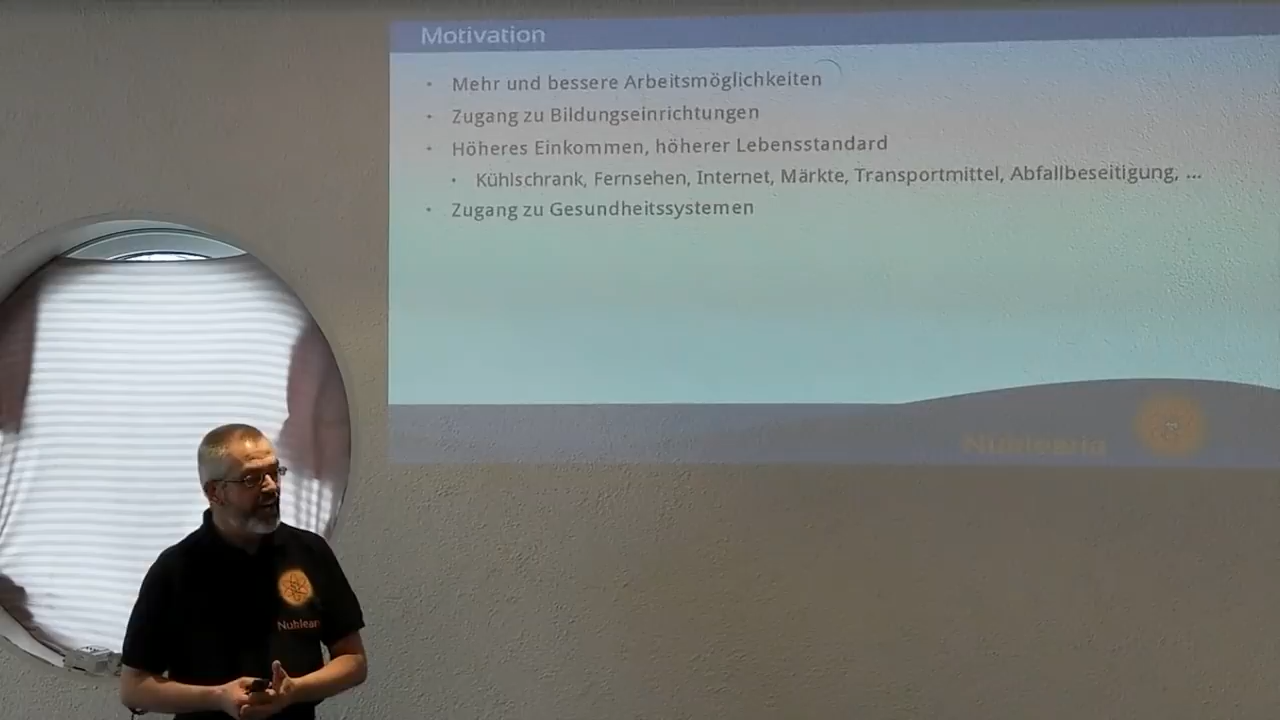 Motivation
• Mehr und bessere Arbeitsmöglichkeiten
• Zugang zu Bildungseinrichtungen
• Höheres Einkommen, höherer Lebensstandard
• Kühlschrank, Fernsehen, Internet, Märkte, Transportmittel, Abfallbeseitigung, ...
• Zugang zu Gesundheitssystemen
Nuklearia
Nuklear